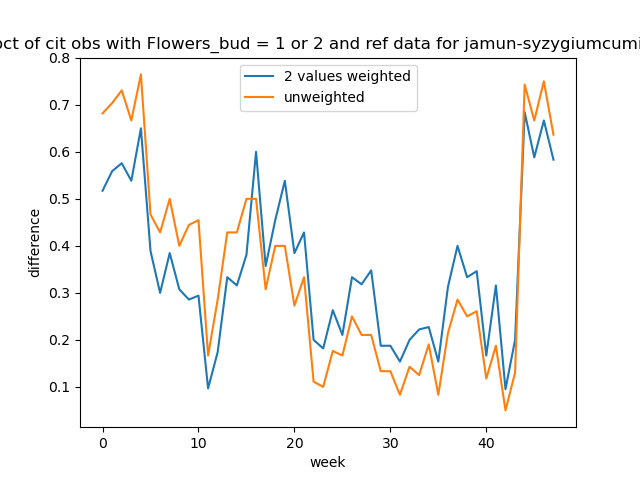 pct of cit obs with Flowers_bud = 1 or 2 and ref data for jamun-syzygiumcumi
2 values weighted
unweighted
difference
0.8
0.7
0.6
0.5
0.4
0.3
0.2
0.1
0 10 20 30 40
week